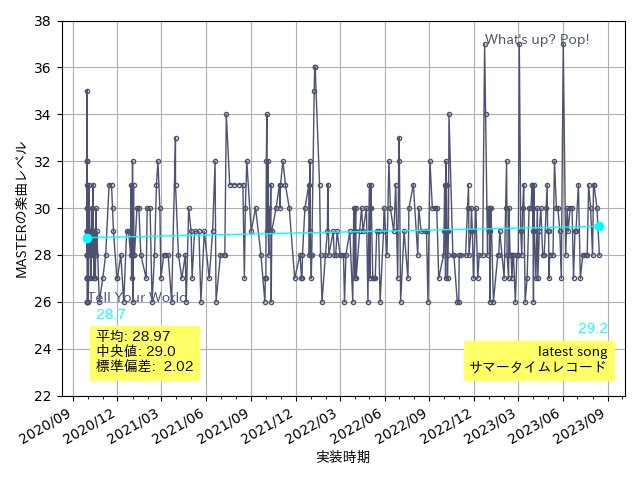 38
36
34
32
30
28
26
24
22
MASTERの楽曲レベル
What's up? Pop!
Tell Your World
28.7
29.2
平均: 28.97
中央値: 29.0
標準偏差: 2.02
latest song
サマータイムレコード
2020/09
2020/12
2021/03
2021/06
2021/09
2021/12
2022/03
2022/06
2022/09
2022/12
2023/03
2023/06
2023/09
実装時期